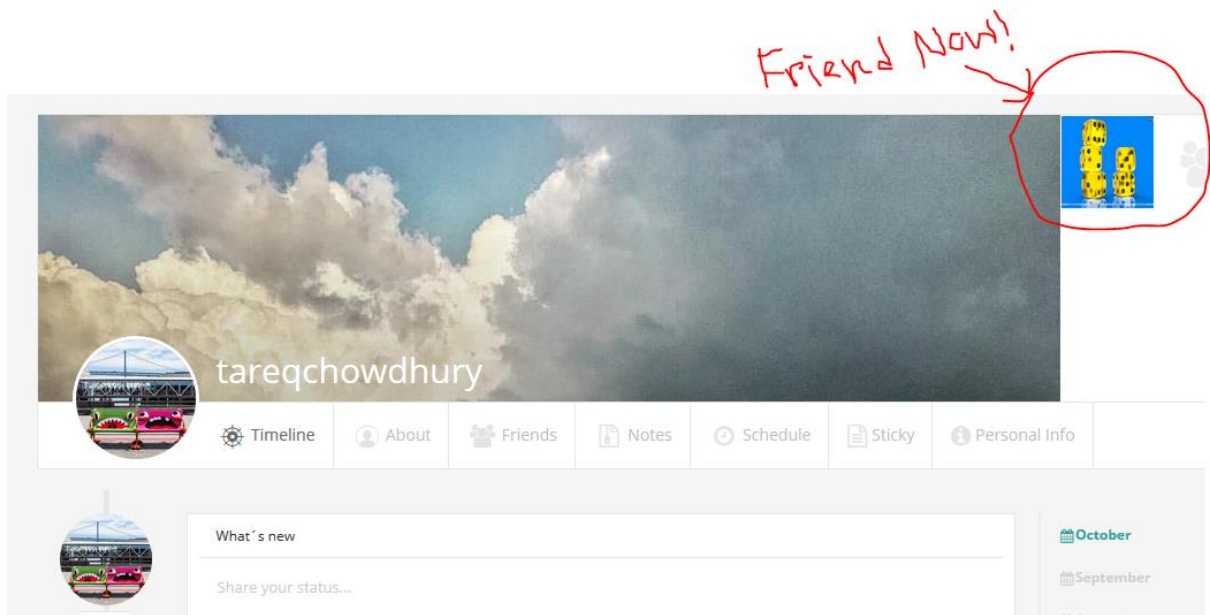 Friend Now!
tareqchowdhury
Timeline About Friends Notes Schedule Sticky Personal Info
What´s new
October
Share your status...
September